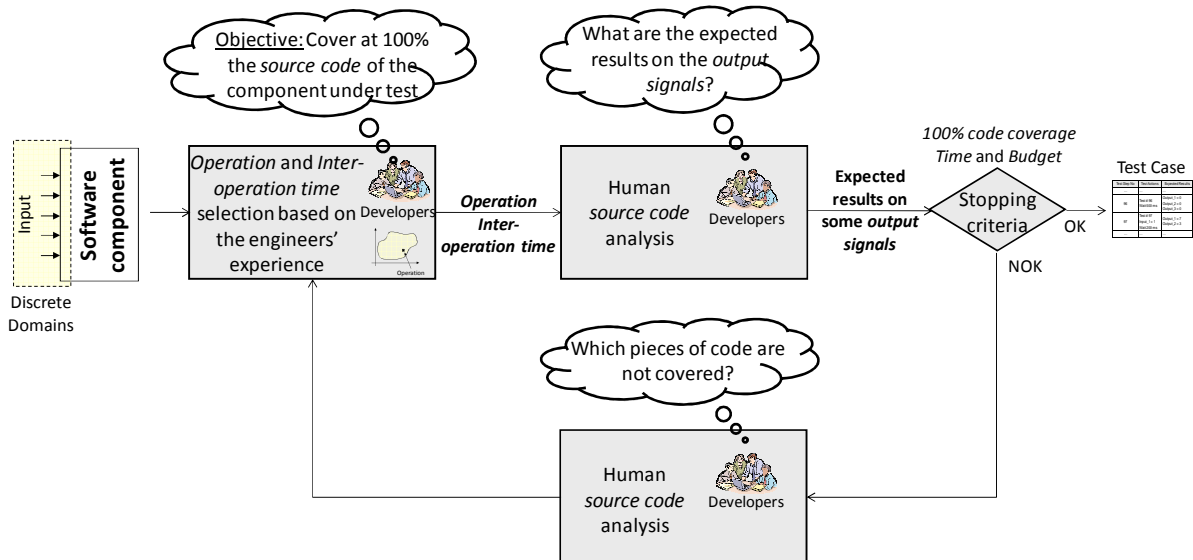 Objective: Cover at 100%
the source code of the
component under test
What are the expected
results on the output
signals?
Input
Software
component
Discrete
Domains
Operation and Inter-
operation time
selection based on
the engineers’
experience
Developers
Operation
Operation
Inter-
operation time
Human
source code
analysis
Developers
Expected
results on
some output
signals
100% code coverage
Time and Budget
Stopping
criteria
OK
NOK
Test Case
Which pieces of code are
not covered?
Human
source code
analysis
Developers